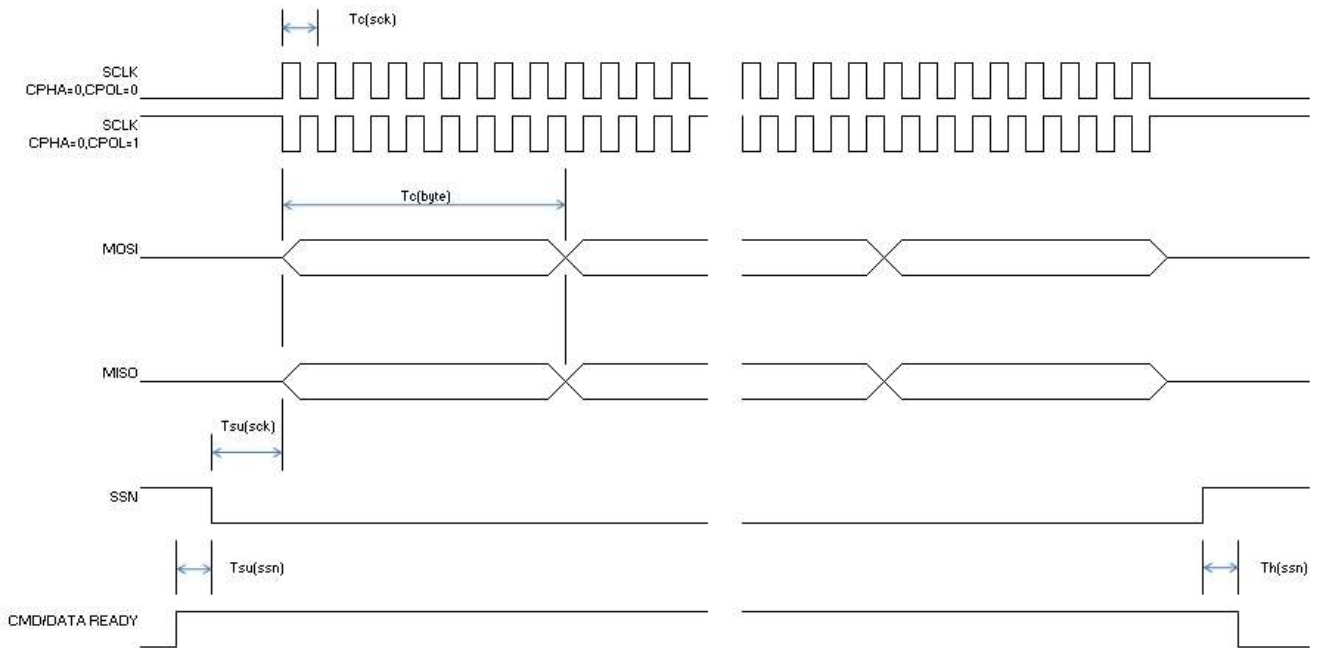 Tc(sck)
SCLK
CPHA=0,CPOL=0
SCLK
CPHA=0,CPOL=1
Tc(byte)
MOSI
MISO
Tsu(sck)
SSN
Tsu(ssn)
Th(ssn)
CMD/DATA READY